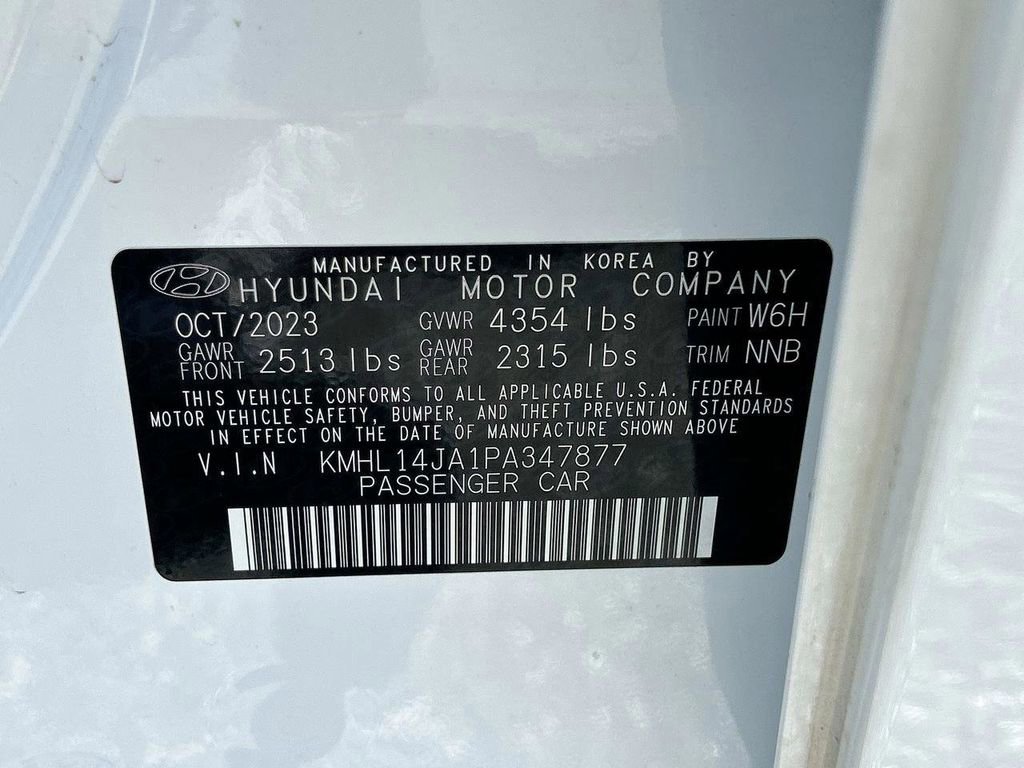 MANUFACTURED IN KOREA BY
HYUNDAI MOTOR COMPANY
OCT/2023 GVWR 4354 lbs PAINT W6H
GAWR FRONT 2513 lbs GAWR REAR 2315 lbs TRIM NNB
THIS VEHICLE CONFORMS TO ALL APPLICABLE U.S.A. FEDERAL
MOTOR VEHICLE SAFETY, BUMPER, AND THEFT PREVENTION STANDARDS
IN EFFECT ON THE DATE OF MANUFACTURE SHOWN ABOVE
V.I.N KMHL14JA1PA347877
PASSENGER CAR